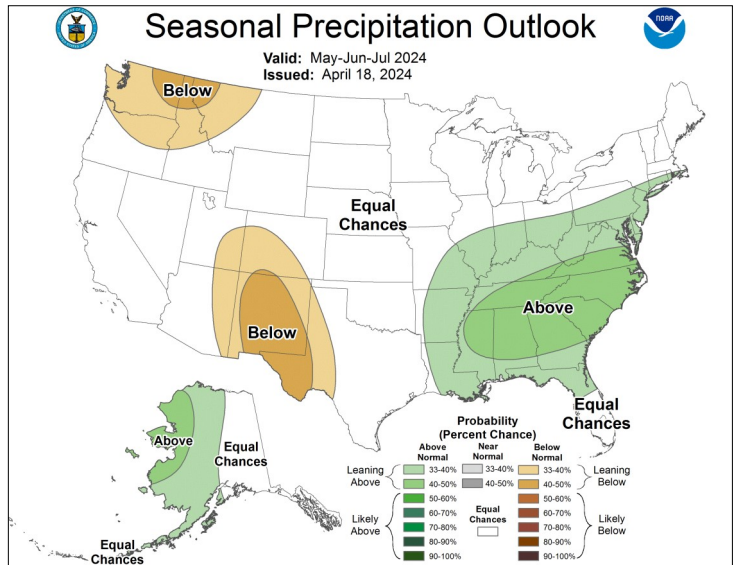 Seasonal Precipitation Outlook
NOAA
Valid: May-Jun-Jul 2024
Issued: April 18, 2024
Below
Equal
Chances
Above
Below
Equal
Chances
Above
Equal
Chances
Equal
Chances
Probability
(Percent Chance)
Above
Normal
Near
Normal
Below
Normal
Leaning
Above
33-40%
33-40%
33-40%
Leaning
Below
40-50%
40-50%
40-50%
Likely
Above
50-60%
50-60%
Likely
Below
60-70%
60-70%
70-80%
Equal
Chances
70-80%
80-90%
80-90%
90-100%
90-100%